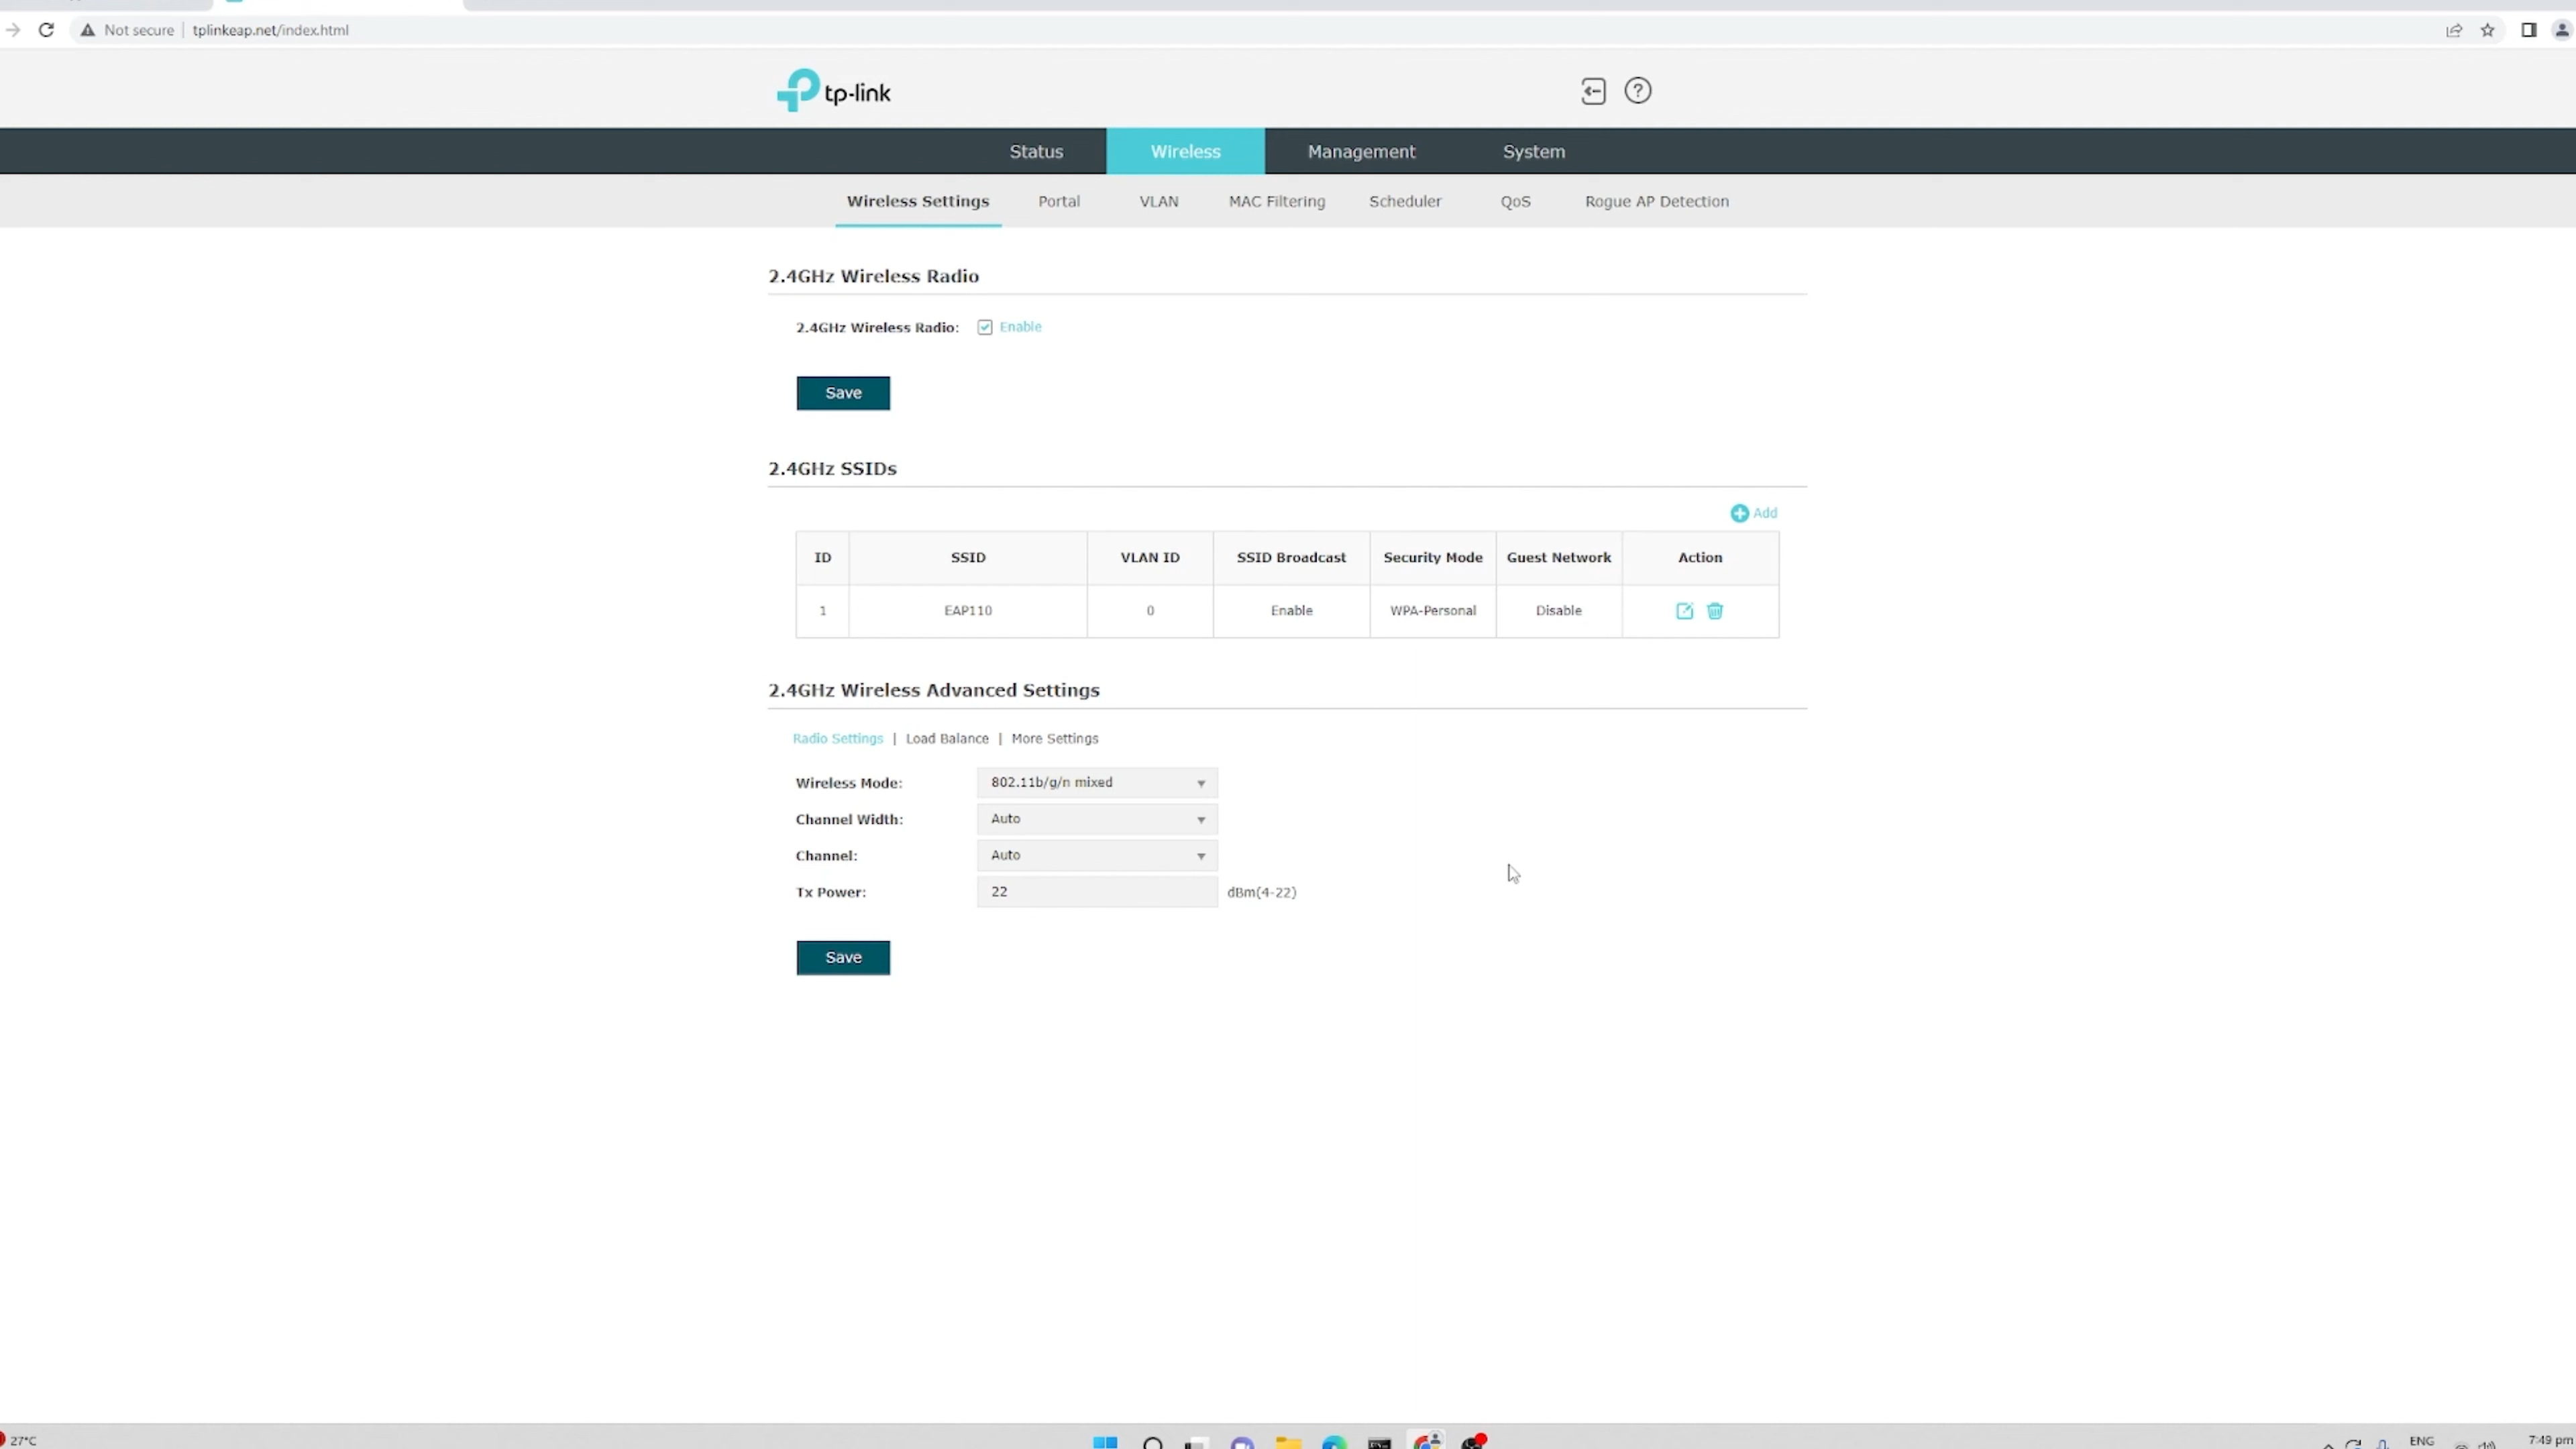 Not secure | tplinkeap.net/index.html
tp-link
Status Wireless Management System
Wireless Settings Portal VLAN MAC Filtering Scheduler QoS Rogue AP Detection
2.4GHz Wireless Radio
2.4GHz Wireless Radio: Enable
Save
2.4GHz SSIDs
Add
ID SSID VLAN ID SSID Broadcast Security Mode Guest Network Action
1 EAP110 0 Enable WPA-Personal Disable
2.4GHz Wireless Advanced Settings
Radio Settings | Load Balance | More Settings
Wireless Mode: 802.11b/g/n mixed
Channel Width: Auto
Channel: Auto
Tx Power: 22 dBm(4-22)
Save
27°C ENG 7:49 pm